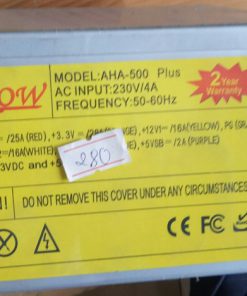 OW
MODEL:AHA-500 Plus
AC INPUT:230V/4A
FREQUENCY:50-60Hz
2 Year
Warranty
/25A (RED), +3.3V
+12V1 /16A(YELLOW), PS
/16A(WHITE)
+5VSB /2A (PURPLE)
3VDC and +5
280
DO NOT REMOVE THIS COVER UNDER ANY CIRCUMSTANCES
CE FC